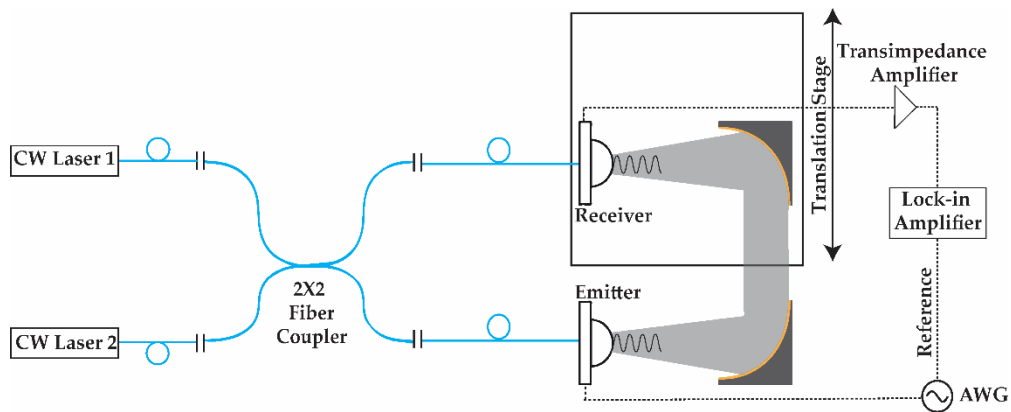 Transimpedance
Amplifier
Translation Stage
CW Laser 1
Receiver
Lock-in
Amplifier
2X2
Fiber
Coupler
Emitter
Reference
CW Laser 2
AWG